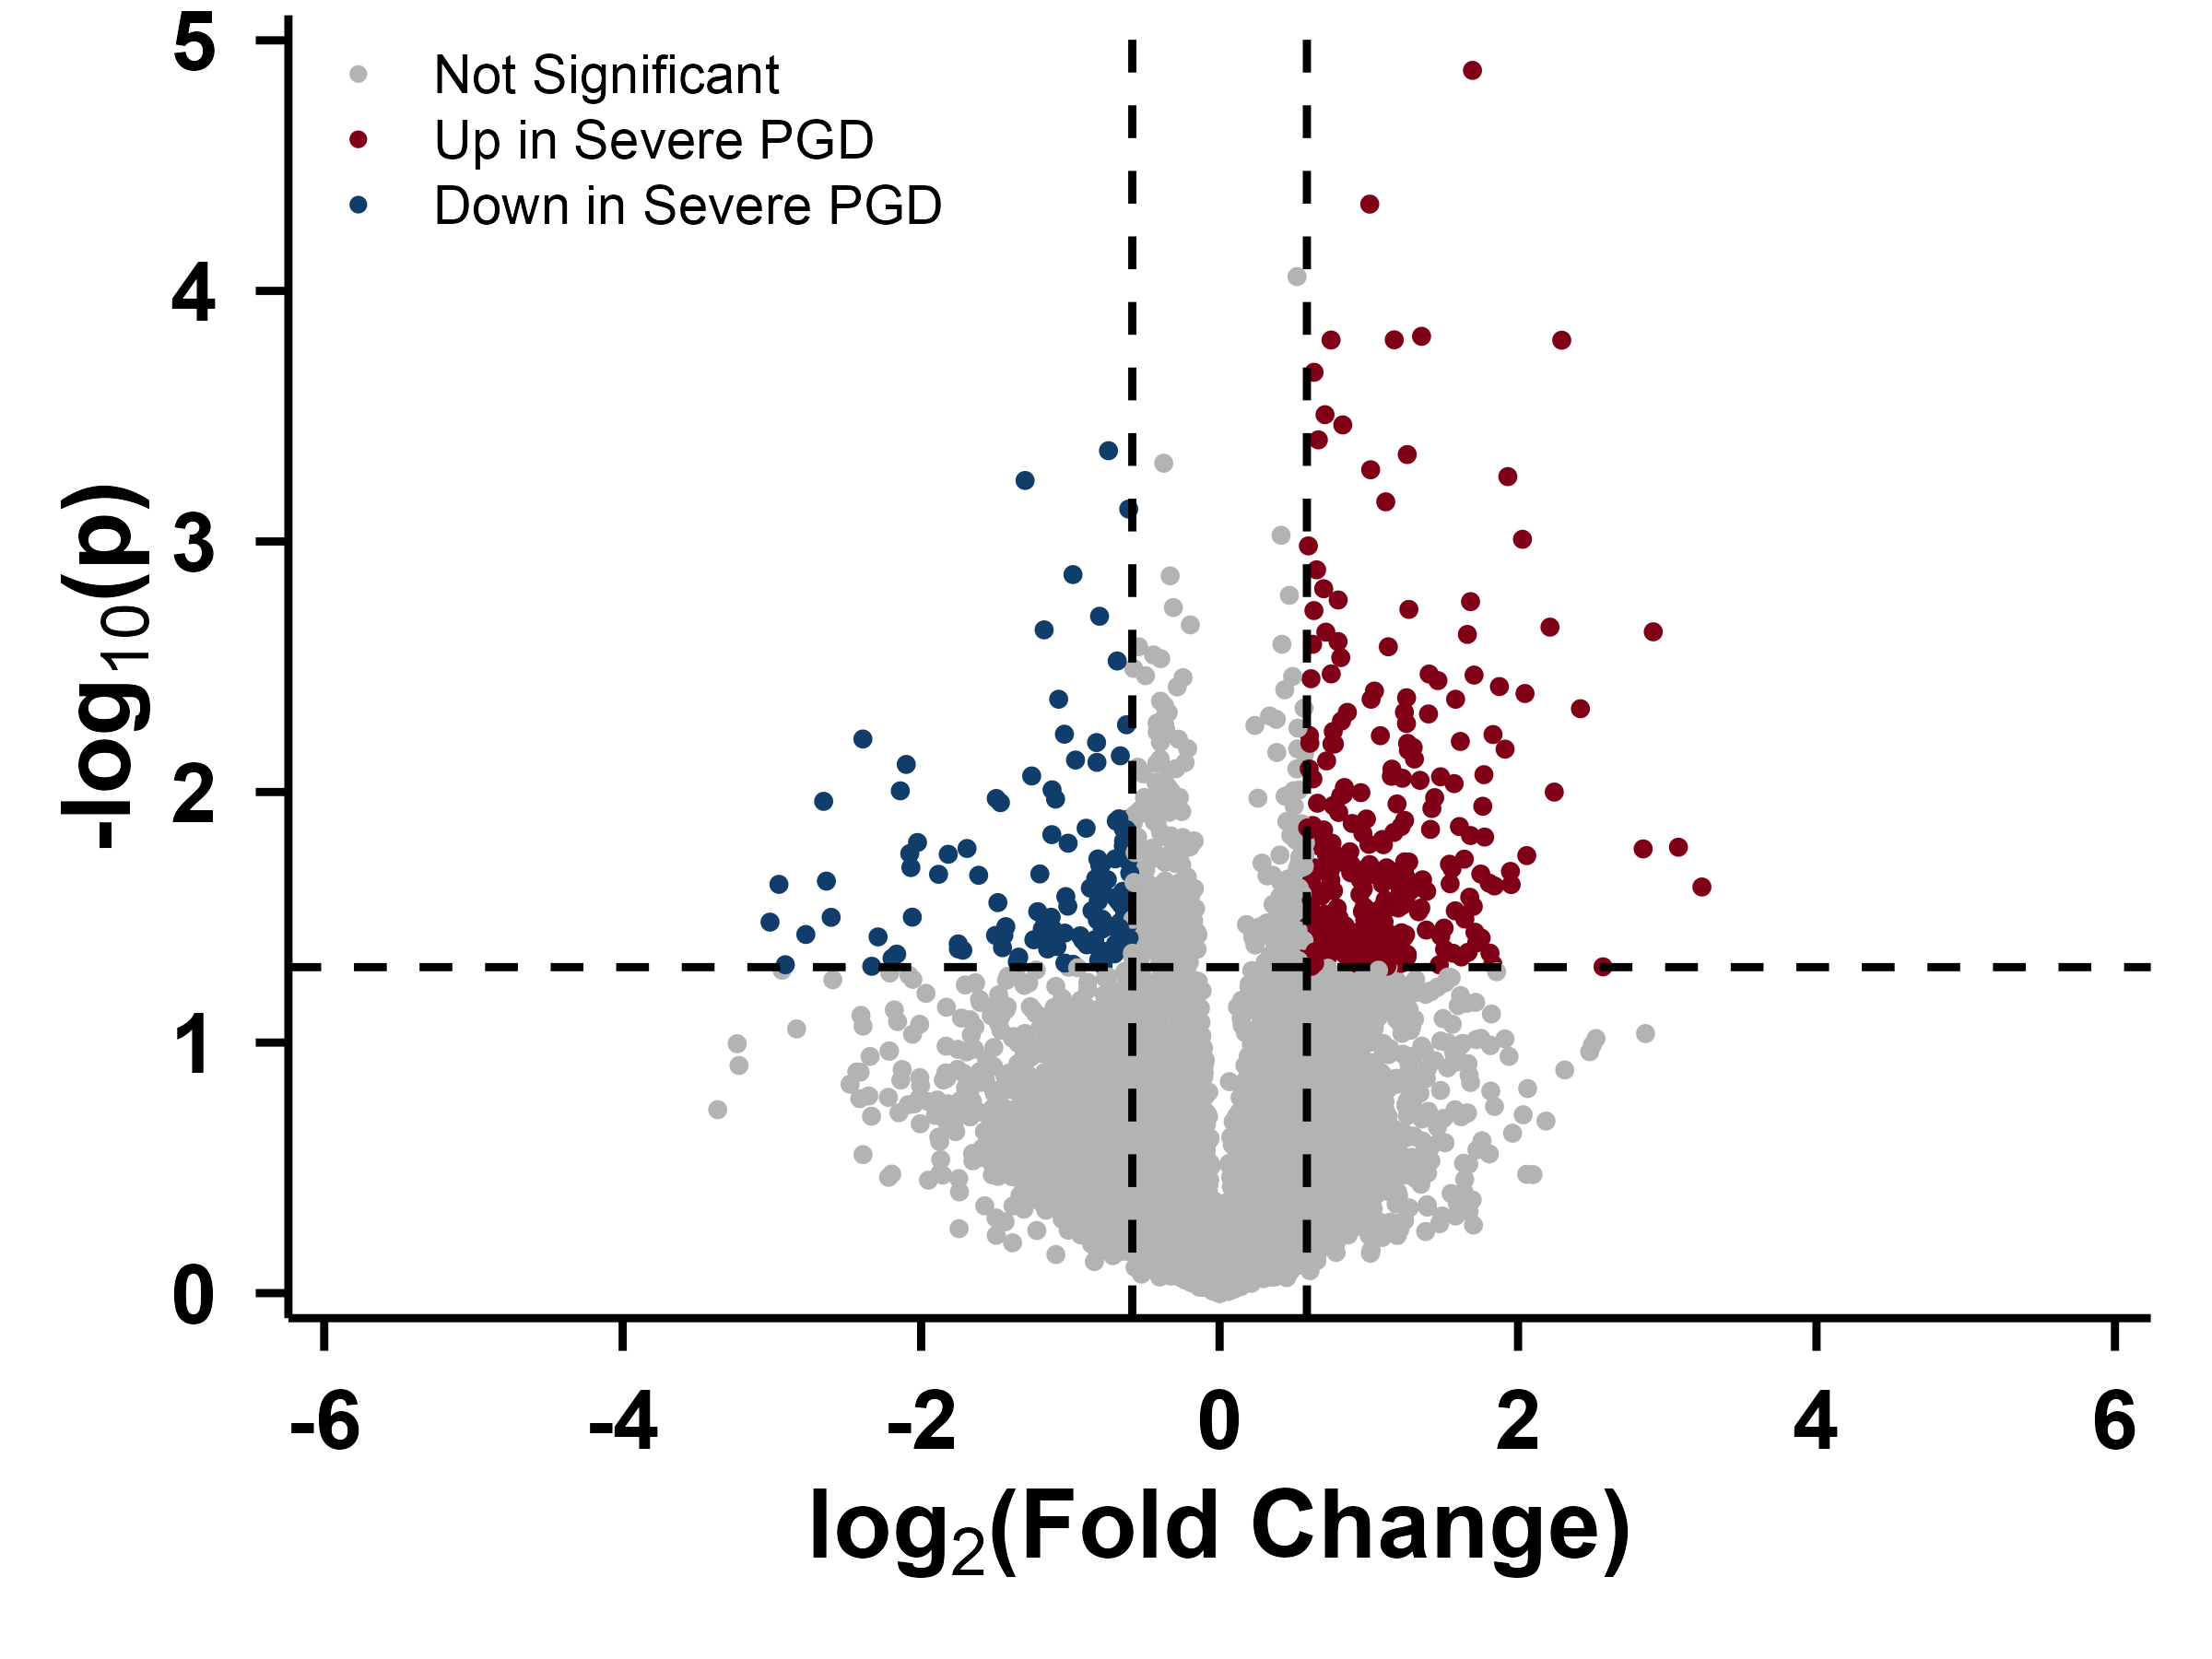 Not Significant
Up in Severe PGD
Down in Severe PGD
5
4
3
2
1
0
-log10(p)
-6 -4 -2 0 2 4 6
log2(Fold Change)